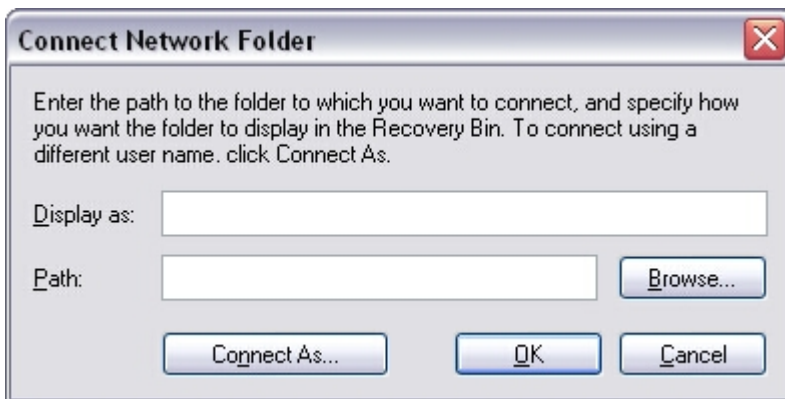 Connect Network Folder
Enter the path to the folder to which you want to connect, and specify how
you want the folder to display in the Recovery Bin. To connect using a
different user name. click Connect As.
Display as:
Path:
Browse...
Connect As...
OK
Cancel